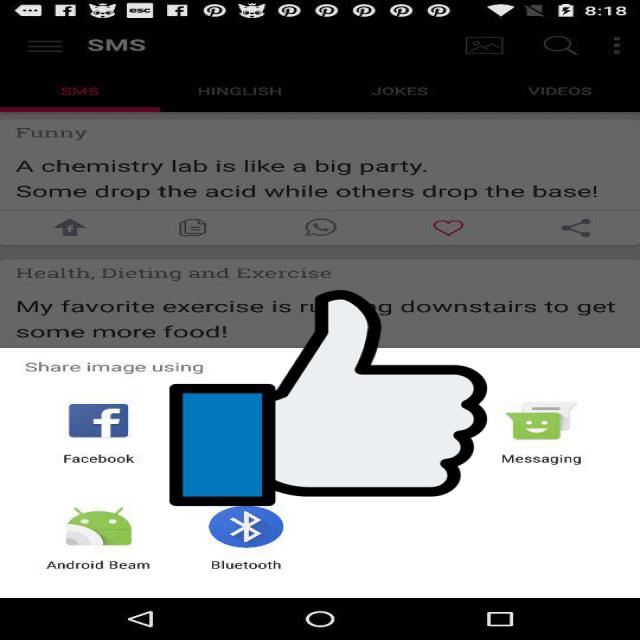 esc 8:18
SMS
SMS HINGLISH JOKES VIDEOS
Funny
A chemistry lab is like a big party.
Some drop the acid while others drop the base!
Health, Dieting and Exercise
My favorite exercise is g downstairs to get
some more food!
Share image using
Facebook Messaging
Android Beam Bluetooth